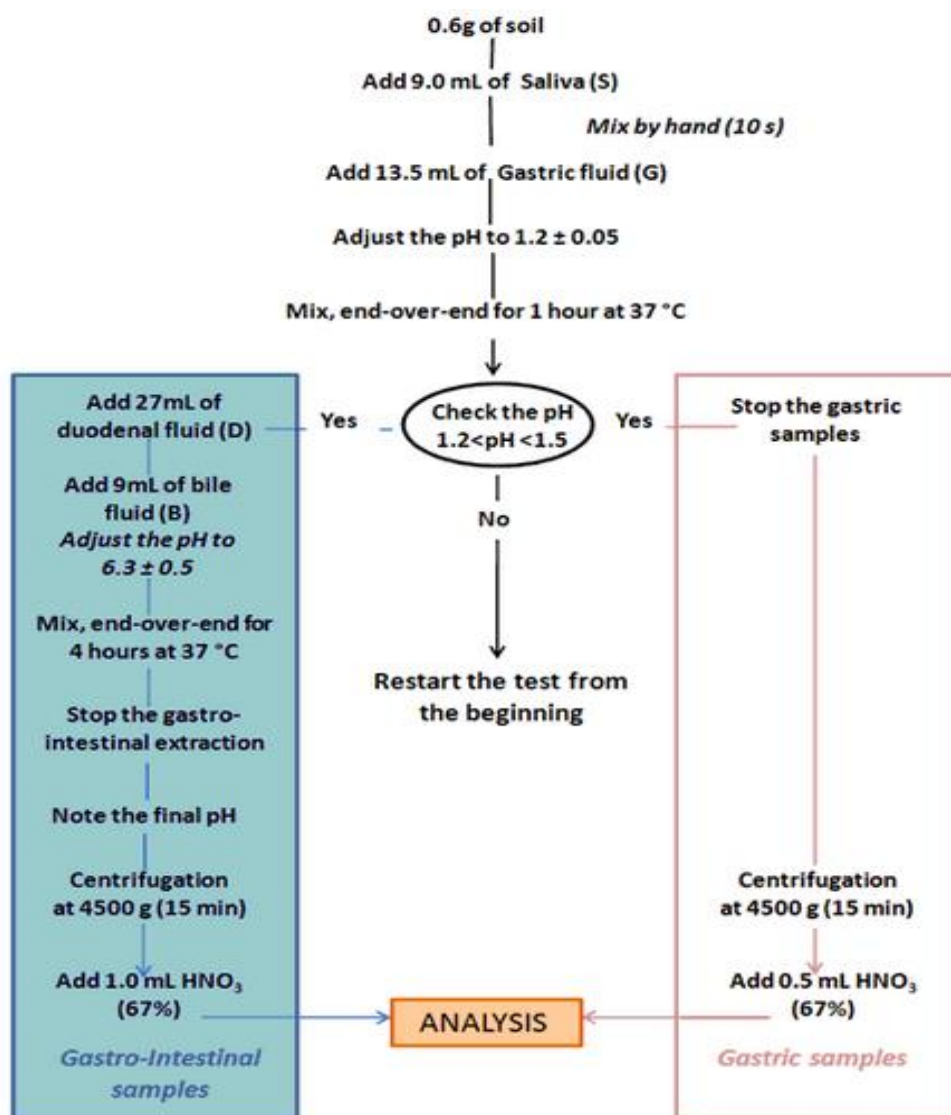 0.6g of soil
Add 9.0 mL of Saliva (S)
Mix by hand (10 s)
Add 13.5 mL of Gastric fluid (G)
Adjust the pH to 1.2 ± 0.05
Mix, end-over-end for 1 hour at 37 °C
Check the pH
1.2<pH <1.5
Yes
Yes
No
Restart the test from
the beginning
Add 27mL of
duodenal fluid (D)
Add 9mL of bile
fluid (B)
Adjust the pH to
6.3 ± 0.5
Mix, end-over-end for
4 hours at 37 °C
Stop the gastro-
intestinal extraction
Note the final pH
Centrifugation
at 4500 g (15 min)
Add 1.0 mL HNO₃
(67%)
Gastro-Intestinal
samples
Stop the gastric
samples
Centrifugation
at 4500 g (15 min)
Add 0.5 mL HNO₃
(67%)
Gastric samples
ANALYSIS